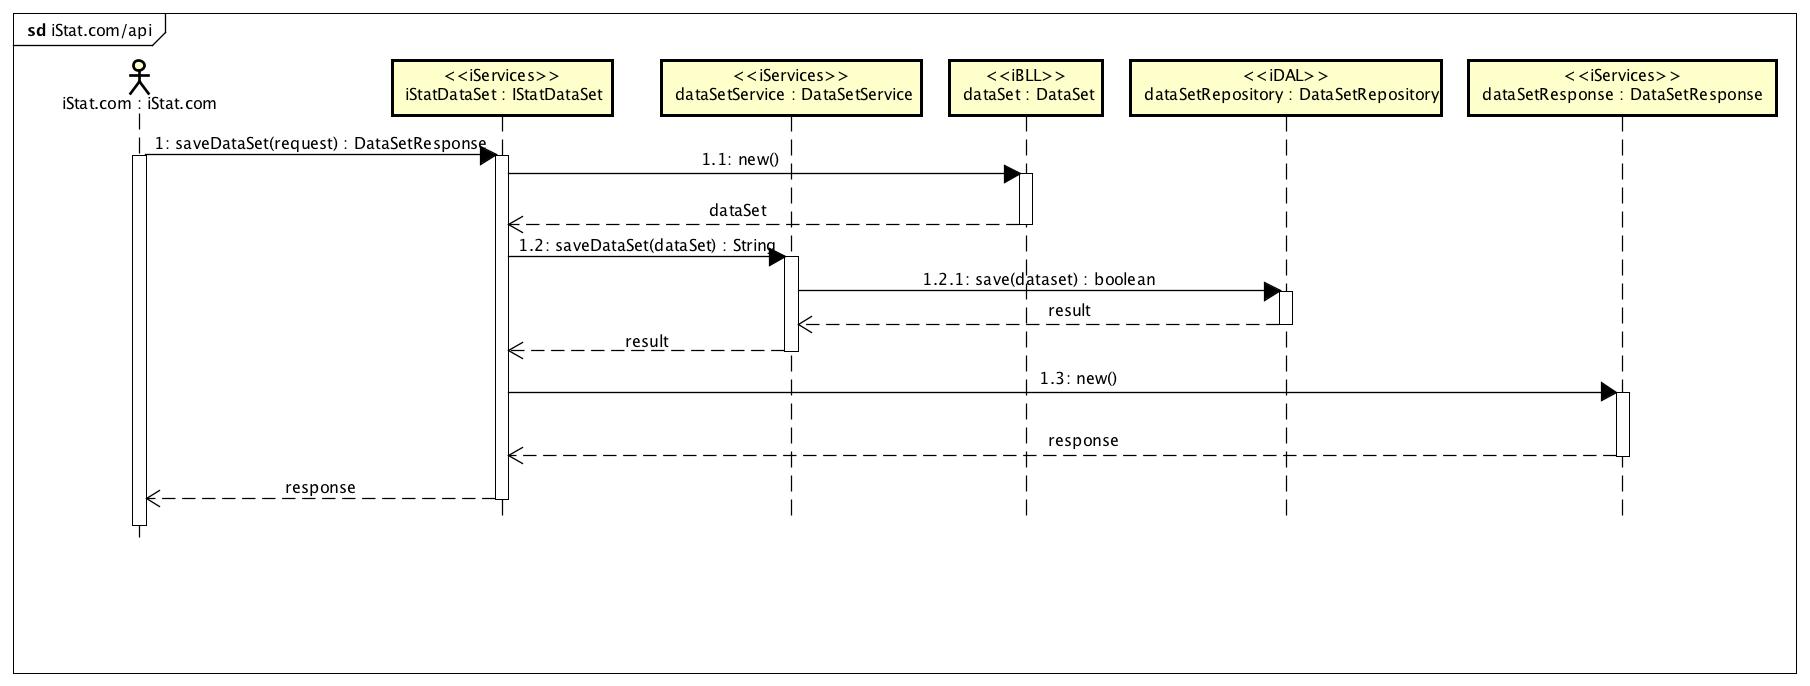 sd iStat.com/api
iStat.com : iStat.com
<<iServices>>
iStatDataSet : IStatDataSet
<<iServices>>
dataSetService : DataSetService
<<iBLL>>
dataSet : DataSet
<<iDAL>>
dataSetRepository : DataSetRepository
<<iServices>>
dataSetResponse : DataSetResponse
1: saveDataSet(request) : DataSetResponse
1.1: new()
dataSet
1.2: saveDataSet(dataSet) : String
1.2.1: save(dataset) : boolean
result
result
1.3: new()
response
response